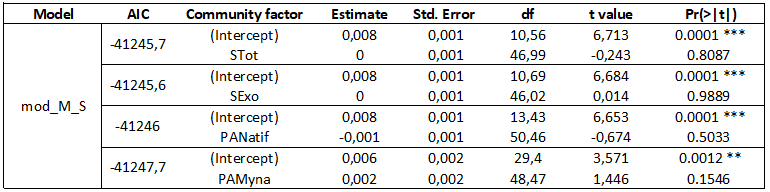 Model AIC Community factor Estimate Std. Error df t value Pr(>|t|)
mod_M_S -41245,7 (Intercept) 0,008 0,001 10,56 6,713 0.0001 ***
STot 0 0,001 46,99 -0,243 0.8087
-41245,6 (Intercept) 0,008 0,001 10,69 6,684 0.0001 ***
SExo 0 0,001 46,02 0,014 0.9889
-41246 (Intercept) 0,008 0,001 13,43 6,653 0.0001 ***
PANatif -0,001 0,001 50,46 -0,674 0.5033
-41247,7 (Intercept) 0,006 0,002 29,4 3,571 0.0012 **
PAMyna 0,002 0,002 48,47 1,446 0.1546